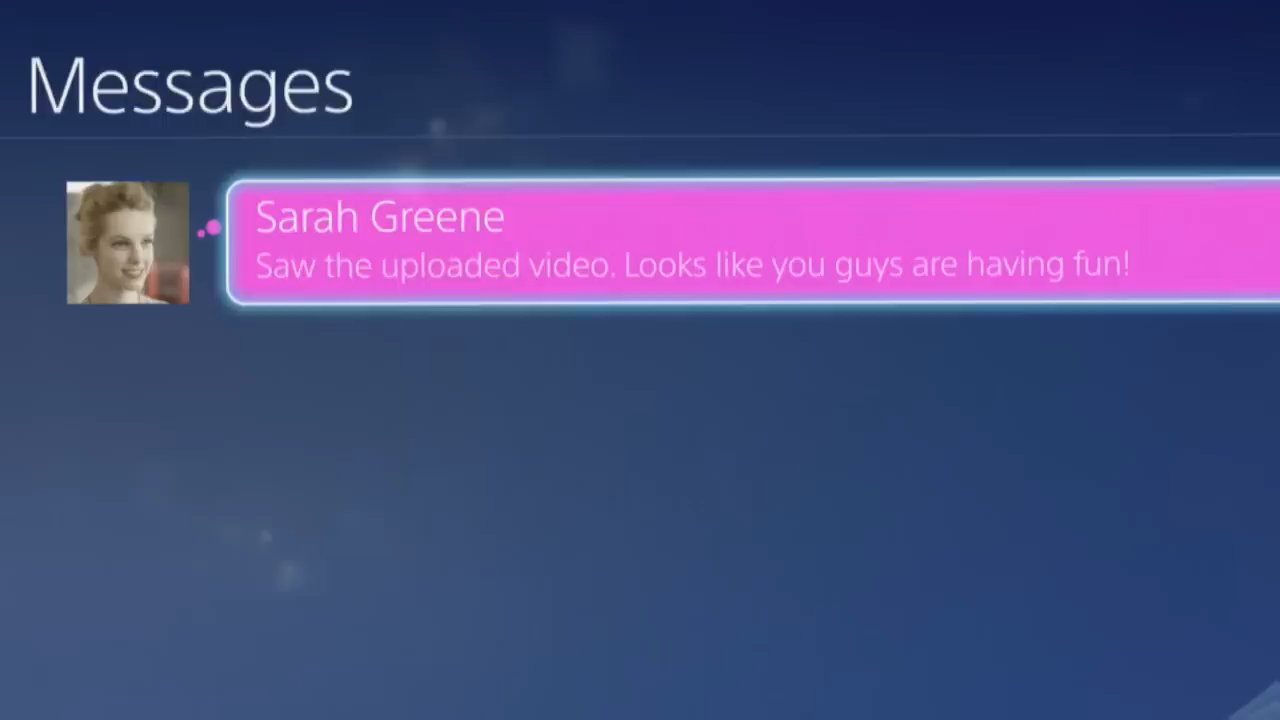 Messages
Sarah Greene
Saw the uploaded video. Looks like you guys are having fun!